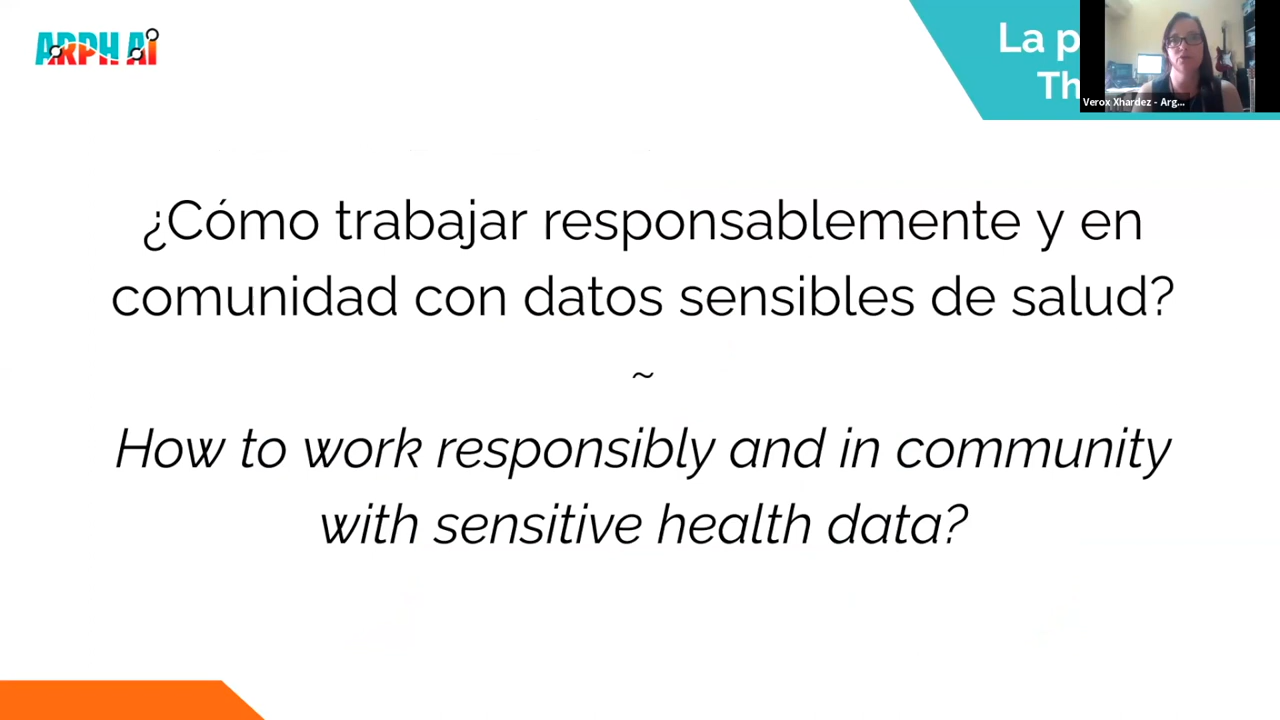 ARPH Ai
La p
Th
Verox Xhardez - Arg...
¿Cómo trabajar responsablemente y en
comunidad con datos sensibles de salud?
~
How to work responsibly and in community
with sensitive health data?